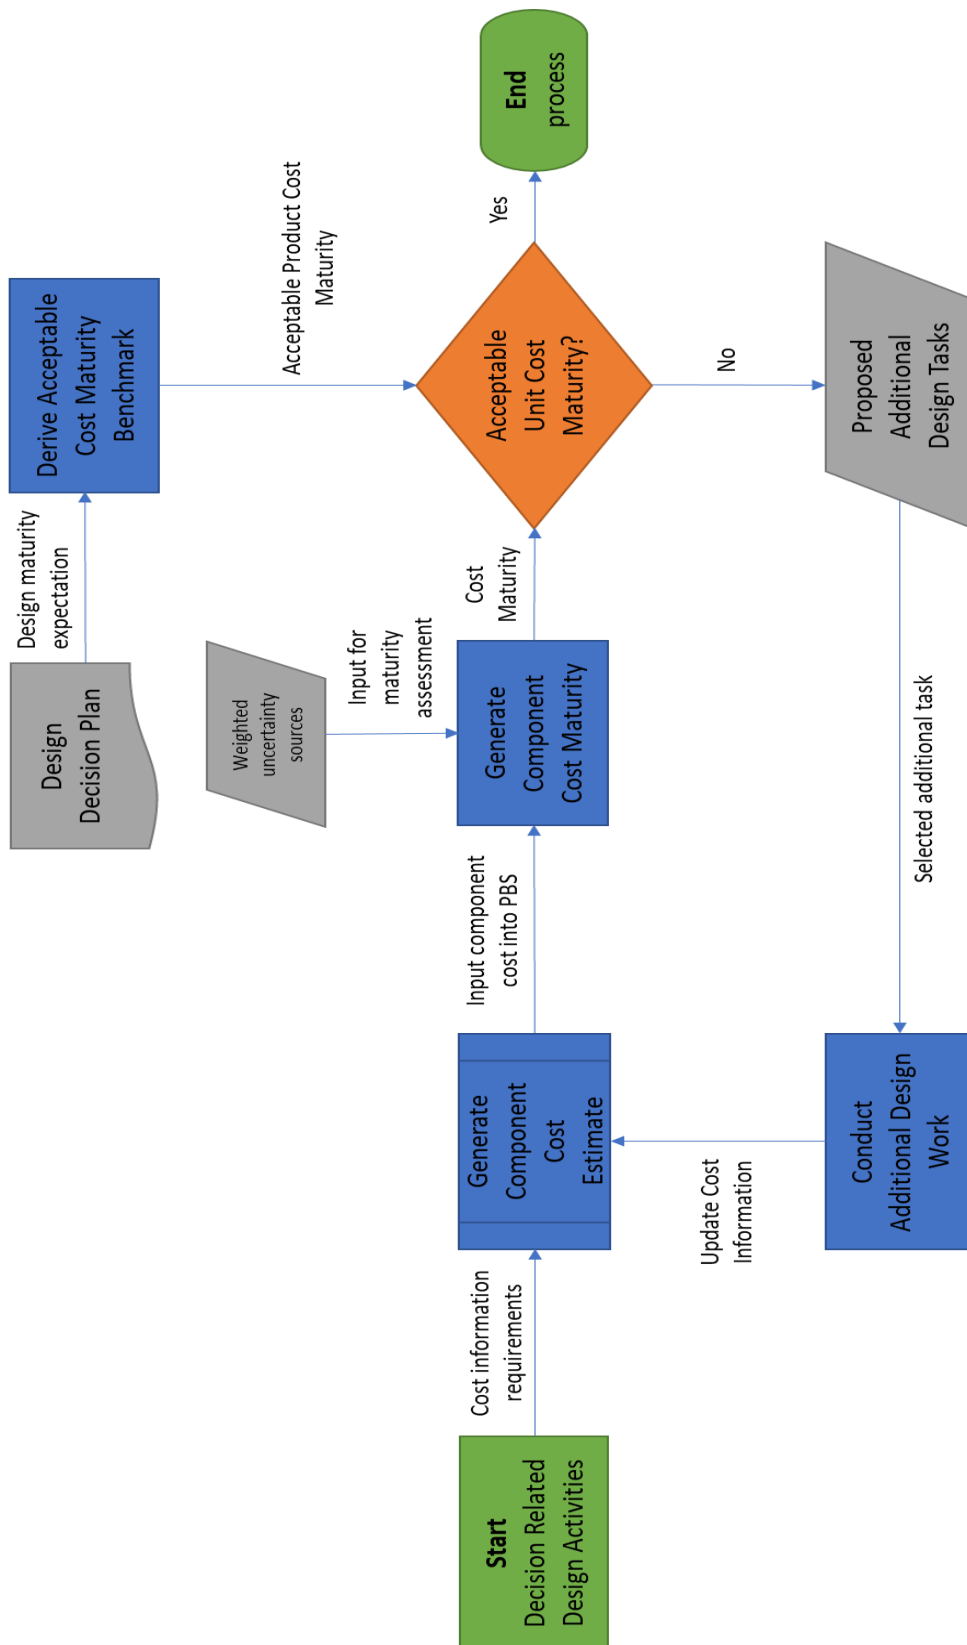 Design
Decision Plan
Design maturity
expectation
Derive Acceptable
Cost Maturity
Benchmark
Weighted
uncertainty
sources
Input for
maturity
assessment
Acceptable Product Cost
Maturity
Start
Decision Related
Design Activities
Cost information
requirements
Generate
Component
Cost
Estimate
Input component
cost into PBS
Generate
Component
Cost Maturity
Cost
Maturity
Acceptable
Unit Cost
Maturity?
Yes
End
process
No
Update Cost
Information
Conduct
Additional Design
Work
Selected additional task
Proposed
Additional
Design Tasks